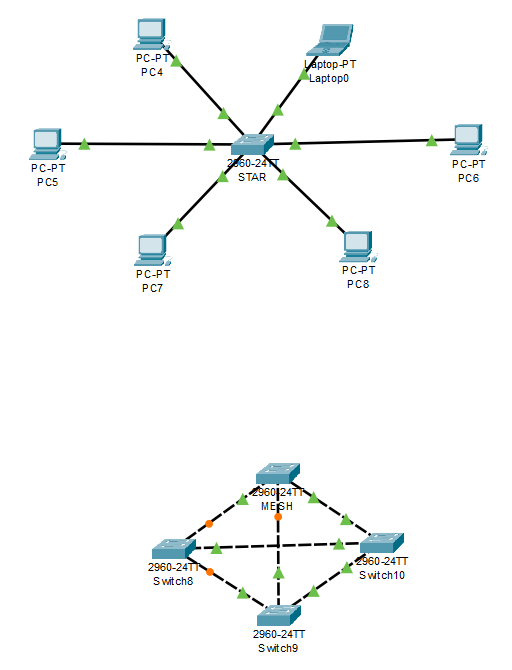 PC-PT
PC4
Laptop-PT
Laptop0
PC-PT
PC5
2960-24TT
STAR
PC-PT
PC6
PC-PT
PC7
PC-PT
PC8
2960-24TT
MESH
2960-24TT
Switch8
2960-24TT
Switch10
2960-24TT
Switch9